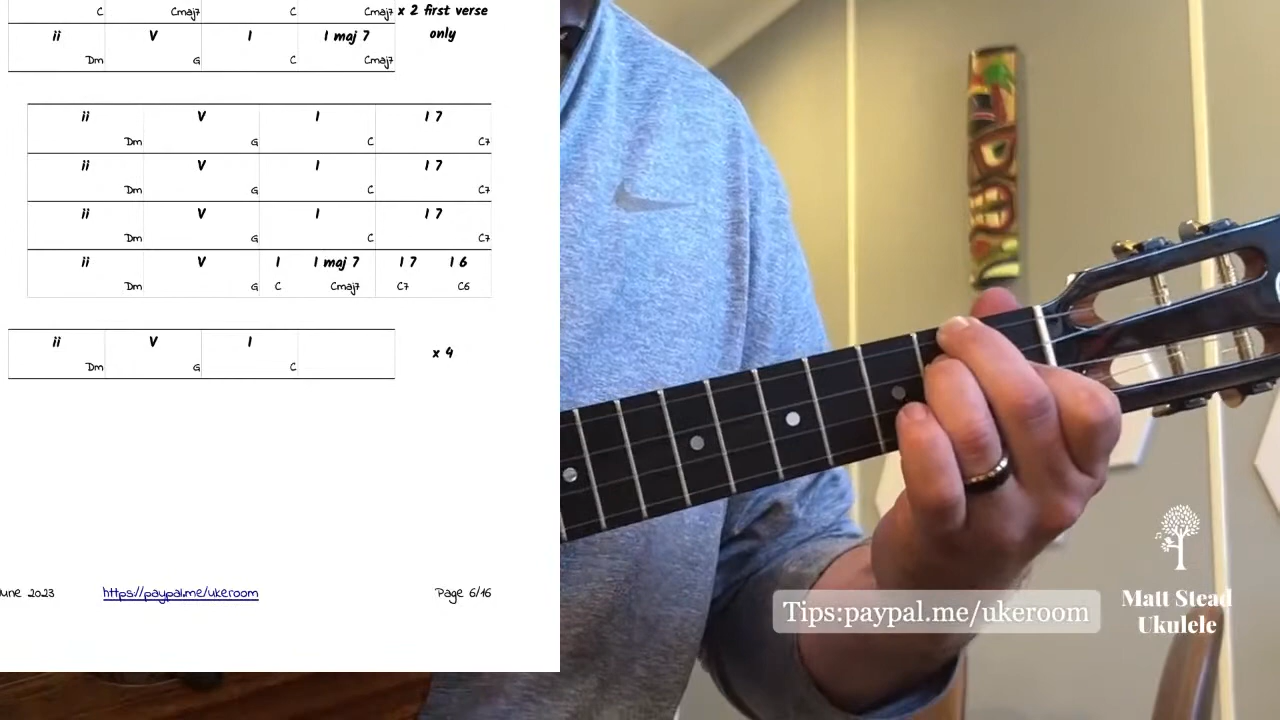 C Cmaj7 C Cmaj7 x 2 first verse
ii V I I maj 7 only
Dm G C Cmaj7
ii V I I 7
Dm G C C7
ii V I I 7
Dm G C C7
ii V I I 7
Dm G C C7
ii V I I maj 7 I 7 I 6
Dm G C Cmaj7 C7 C6
ii V I x 4
Dm G C
une 2023 https://paypal.me/ukeroom Page 6/16
Tips:paypal.me/ukeroom
Matt Stead
Ukulele